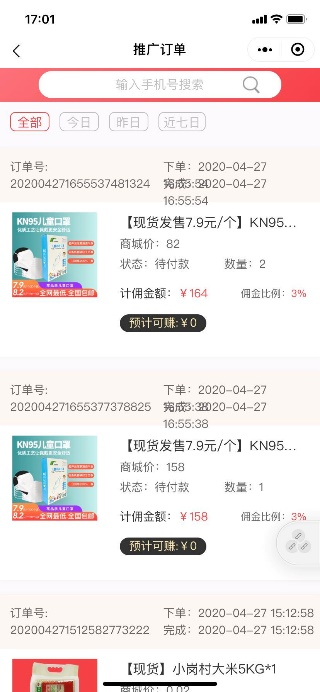 17:01
推广订单
输入手机号搜索
全部 今日 昨日 近七日
订单号: 下单: 2020-04-27
202004271655537481324 16:55:54
完成: 2020-04-27
16:55:54
KN95儿童口罩
【现货发售7.9元/个】KN95...
商城价: 82
状态: 待付款 数量: 2
7.9
8.2 全网最低 全国包邮
计佣金额: ¥164 佣金比例: 3%
预计可赚:¥0
订单号: 下单: 2020-04-27
202004271655377378825 16:55:38
完成: 2020-04-27
16:55:38
KN95儿童口罩
【现货发售7.9元/个】KN95...
商城价: 158
状态: 待付款 数量: 1
7.9
8.2 全网最低 全国包邮
计佣金额: ¥158 佣金比例: 3%
预计可赚:¥0
订单号: 下单: 2020-04-27 15:12:58
202004271512582773222 完成: 2020-04-27 15:12:58
【现货】小岗村大米5KG*1
商城价: 0.02